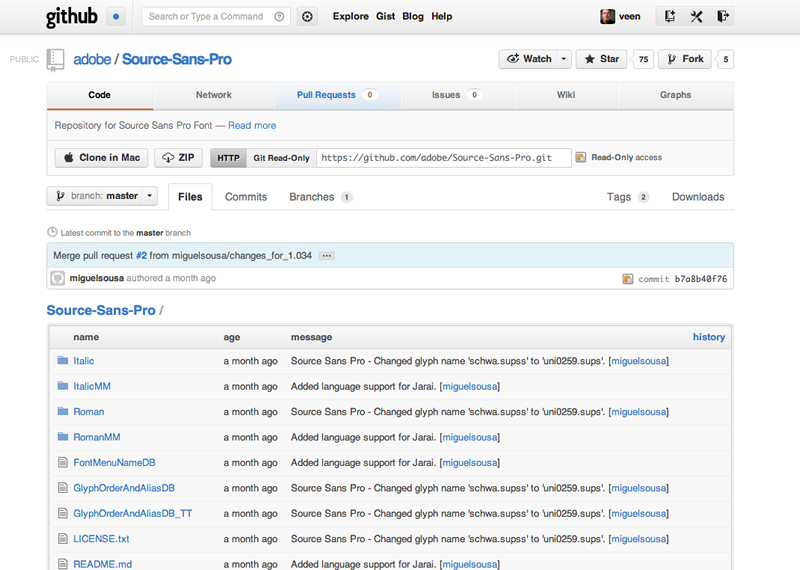 github Search or Type a Command Explore Gist Blog Help veen
PUBLIC adobe / Source-Sans-Pro Watch Star 75 Fork 5
Code Network Pull Requests 0 Issues 0 Wiki Graphs
Repository for Source Sans Pro Font — Read more
Clone in Mac ZIP HTTP Git Read-Only https://github.com/adobe/Source-Sans-Pro.git Read-Only access
branch: master Files Commits Branches 1 Tags 2 Downloads
Latest commit to the master branch
Merge pull request #2 from miguelsousa/changes_for_1.034 ...
miguelsousa authored a month ago commit b7a8b40f76
Source-Sans-Pro /
name age message history
Italic a month ago Source Sans Pro - Changed glyph name 'schwa.supss' to 'uni0259.sups'. [miguelsousa]
ItalicMM a month ago Added language support for Jarai. [miguelsousa]
Roman a month ago Source Sans Pro - Changed glyph name 'schwa.supss' to 'uni0259.sups'. [miguelsousa]
RomanMM a month ago Added language support for Jarai. [miguelsousa]
FontMenuNameDB a month ago Added language support for Jarai. [miguelsousa]
GlyphOrderAndAliasDB a month ago Source Sans Pro - Changed glyph name 'schwa.supss' to 'uni0259.sups'. [miguelsousa]
GlyphOrderAndAliasDB_TT a month ago Source Sans Pro - Changed glyph name 'schwa.supss' to 'uni0259.sups'. [miguelsousa]
LICENSE.txt a month ago Source Sans Pro - Changed glyph name 'schwa.supss' to 'uni0259.sups'. [miguelsousa]
README.md a month ago Added language support for Jarai. [miguelsousa]